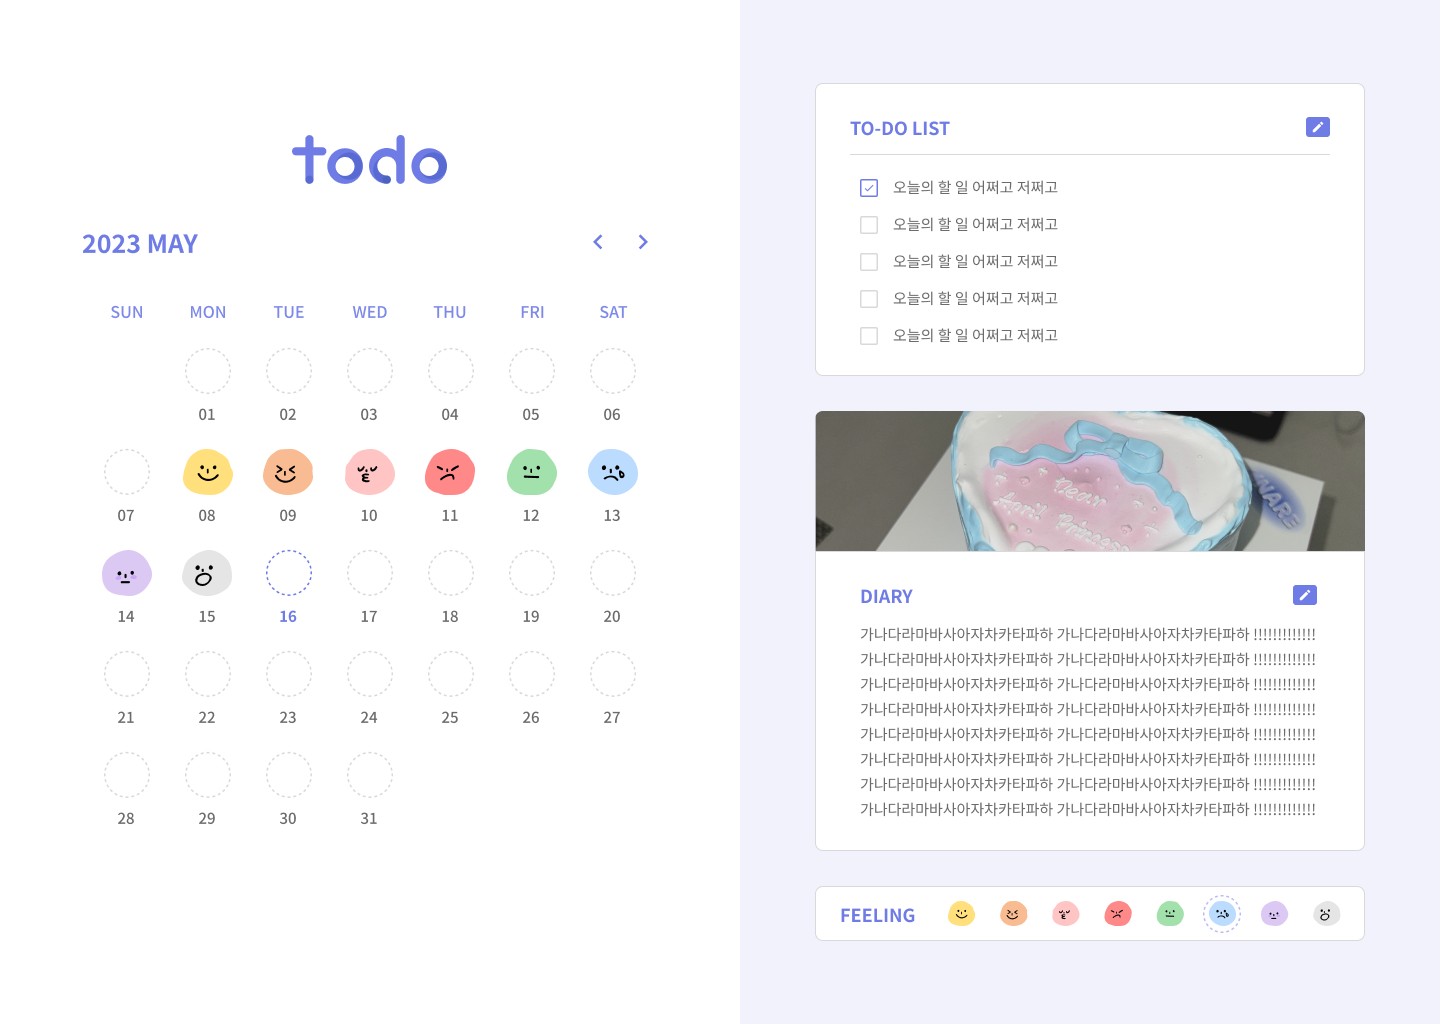 todo
2023 MAY
SUN MON TUE WED THU FRI SAT
01 02 03 04 05 06
07 08 09 10 11 12 13
14 15 16 17 18 19 20
21 22 23 24 25 26 27
28 29 30 31
TO-DO LIST
오늘의 할 일 어쩌고 저쩌고
오늘의 할 일 어쩌고 저쩌고
오늘의 할 일 어쩌고 저쩌고
오늘의 할 일 어쩌고 저쩌고
오늘의 할 일 어쩌고 저쩌고
Dear
April Princess
WARE
DIARY
가나다라마바사아자차카타파하 가나다라마바사아자차카타파하 !!!!!!!!!!!!!
가나다라마바사아자차카타파하 가나다라마바사아자차카타파하 !!!!!!!!!!!!!
가나다라마바사아자차카타파하 가나다라마바사아자차카타파하 !!!!!!!!!!!!!
가나다라마바사아자차카타파하 가나다라마바사아자차카타파하 !!!!!!!!!!!!!
가나다라마바사아자차카타파하 가나다라마바사아자차카타파하 !!!!!!!!!!!!!
가나다라마바사아자차카타파하 가나다라마바사아자차카타파하 !!!!!!!!!!!!!
가나다라마바사아자차카타파하 가나다라마바사아자차카타파하 !!!!!!!!!!!!!
가나다라마바사아자차카타파하 가나다라마바사아자차카타파하 !!!!!!!!!!!!!
FEELING